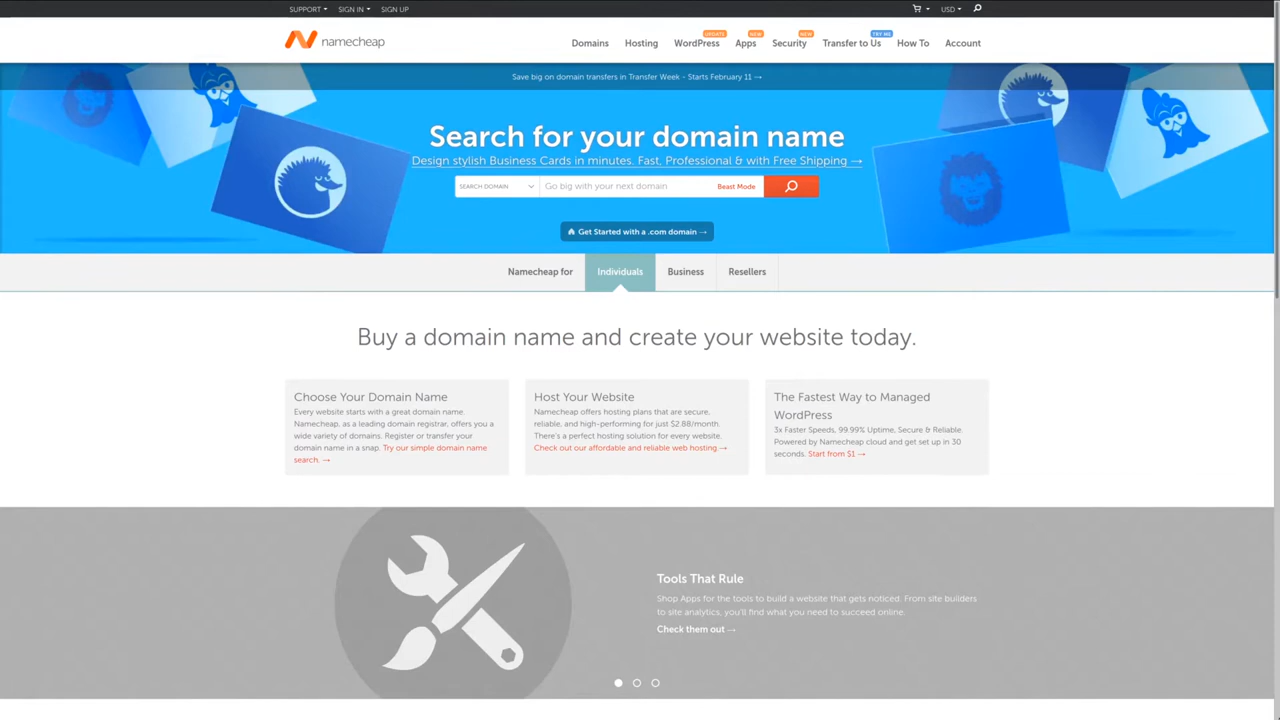 SUPPORT SIGN IN SIGN UP USD
namecheap
UPDATE NEW NEW TRY ME
Domains Hosting WordPress Apps Security Transfer to Us How To Account
Save big on domain transfers in Transfer Week - Starts February 11 →
Search for your domain name
Design stylish Business Cards in minutes. Fast, Professional & with Free Shipping →
SEARCH DOMAIN Go big with your next domain Beast Mode
Get Started with a .com domain →
Namecheap for Individuals Business Resellers
Buy a domain name and create your website today.
Choose Your Domain Name
Every website starts with a great domain name.
Namecheap, as a leading domain registrar, offers you a
wide variety of domains. Register or transfer your
domain name in a snap. Try our simple domain name
search. →
Host Your Website
Namecheap offers hosting plans that are secure,
reliable, and high-performing for just $2.88/month.
There's a perfect hosting solution for every website.
Check out our affordable and reliable web hosting →
The Fastest Way to Managed
WordPress
3x Faster Speeds, 99.99% Uptime, Secure & Reliable.
Powered by Namecheap cloud and get set up in 30
seconds. Start from $1 →
Tools That Rule
Shop Apps for the tools to build a website that gets noticed. From site builders
to site analytics, you'll find what you need to succeed online.
Check them out →